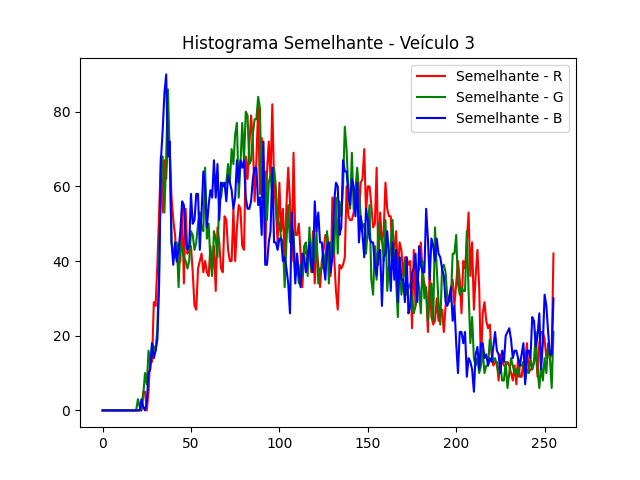 Histograma Semelhante - Veículo 3
Semelhante - R
Semelhante - G
Semelhante - B
80
60
40
20
0
0 50 100 150 200 250